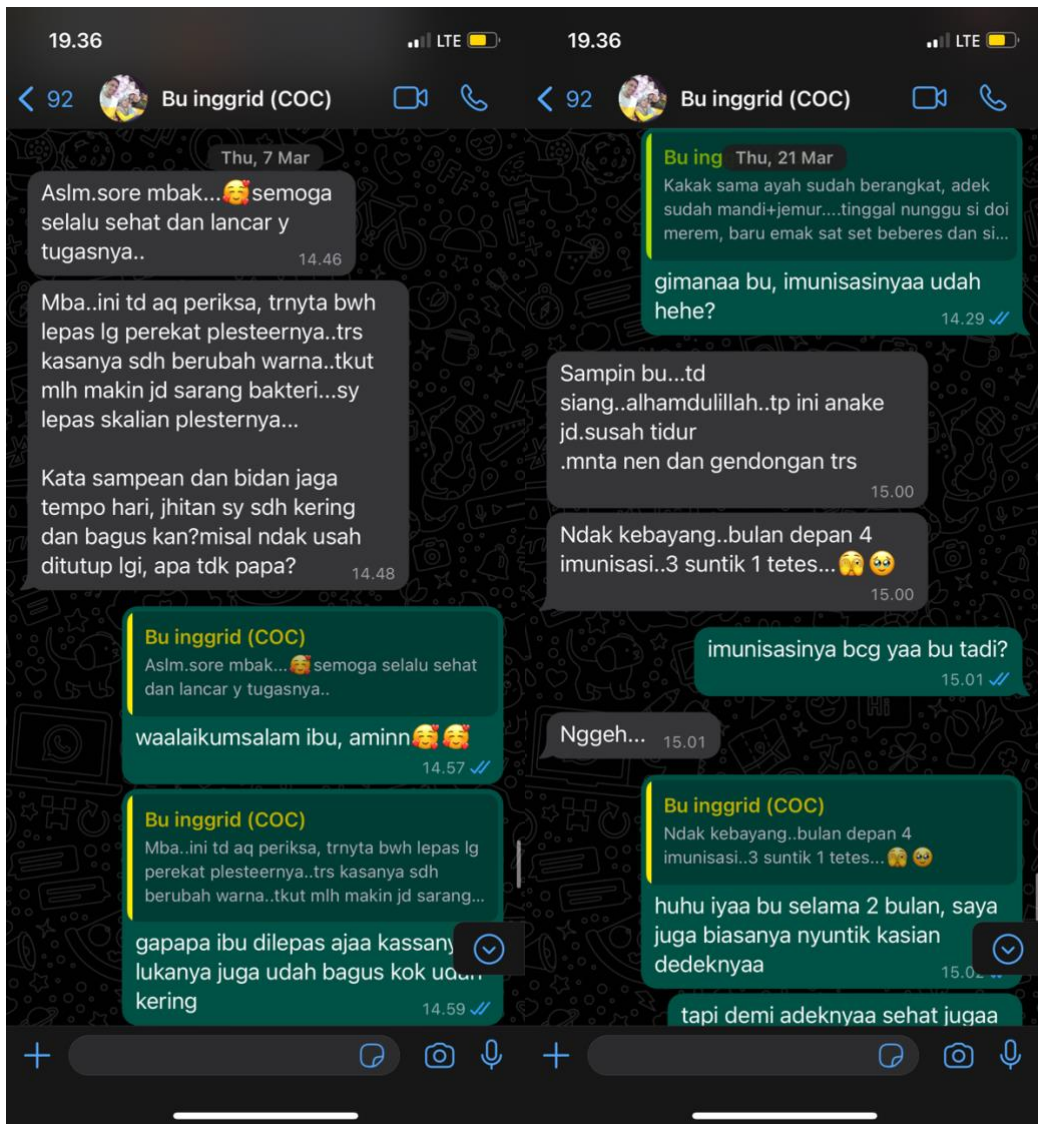 19.36
LTE
92
Bu inggrid (COC)
Thu, 7 Mar
Aslm.sore mbak...🥰semoga
selalu sehat dan lancar y
tugasnya..
14.46
Mba..ini td aq periksa, trnyta bwh
lepas lg perekat plesteernya..trs
kasanya sdh berubah warna..tkut
mlh makin jd sarang bakteri...sy
lepas skalian plesternya...
Kata sampean dan bidan jaga
tempo hari, jhitan sy sdh kering
dan bagus kan?misal ndak usah
ditutup lgi, apa tdk papa?
14.48
Bu inggrid (COC)
Aslm.sore mbak...🥰semoga selalu sehat
dan lancar y tugasnya..
waalaikumsalam ibu, aminn🥰🥰
14.57
Bu inggrid (COC)
Mba..ini td aq periksa, trnyta bwh lepas lg
perekat plesteernya..trs kasanya sdh
berubah warna..tkut mlh makin jd sarang...
gapapa ibu dilepas ajaa kassany
lukanya juga udah bagus kok udah
kering
14.59
19.36
LTE
92
Bu inggrid (COC)
Bu ing
Thu, 21 Mar
Kakak sama ayah sudah berangkat, adek
sudah mandi+jemur....tinggal nunggu si doi
merem, baru emak sat set beberes dan si...
gimanaa bu, imunisasinyaa udah
hehe?
14.29
Sampin bu...td
siang..alhamdulillah..tp ini anake
jd.susah tidur
.mnta nen dan gendongan trs
15.00
Ndak kebayang..bulan depan 4
imunisasi..3 suntik 1 tetes...🫣🥹
15.00
imunisasinya bcg yaa bu tadi?
15.01
Nggeh...
15.01
Bu inggrid (COC)
Ndak kebayang..bulan depan 4
imunisasi..3 suntik 1 tetes...🫣🥹
huhu iyaa bu selama 2 bulan, saya
juga biasanya nyuntik kasian
dedeknyaa
15.02
tapi demi adeknyaa sehat jugaa